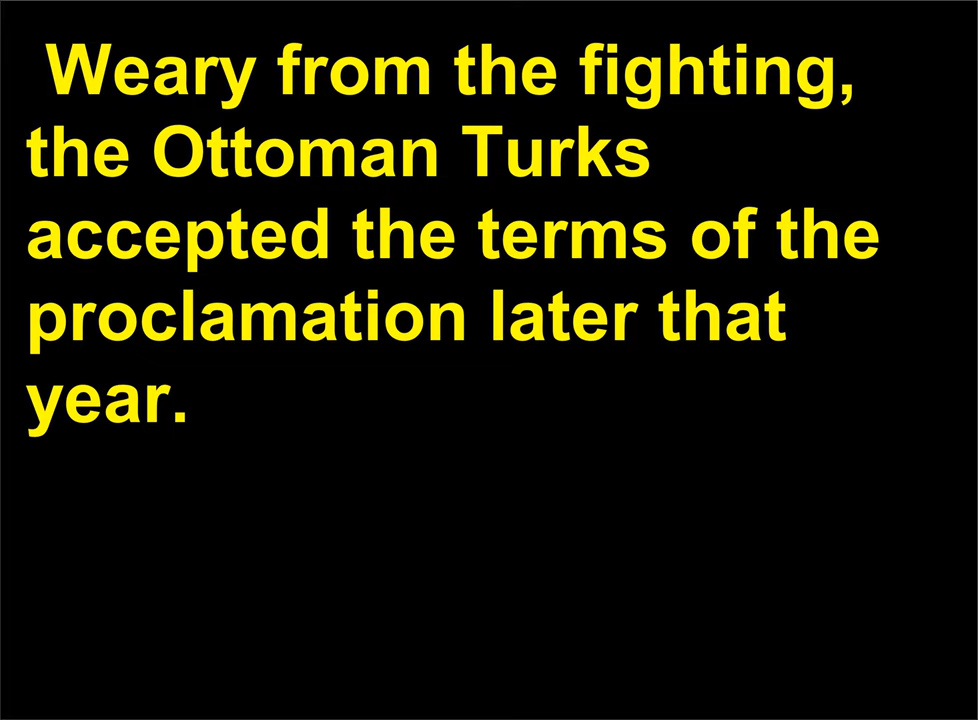 Weary from the fighting,
the Ottoman Turks
accepted the terms of the
proclamation later that
year.